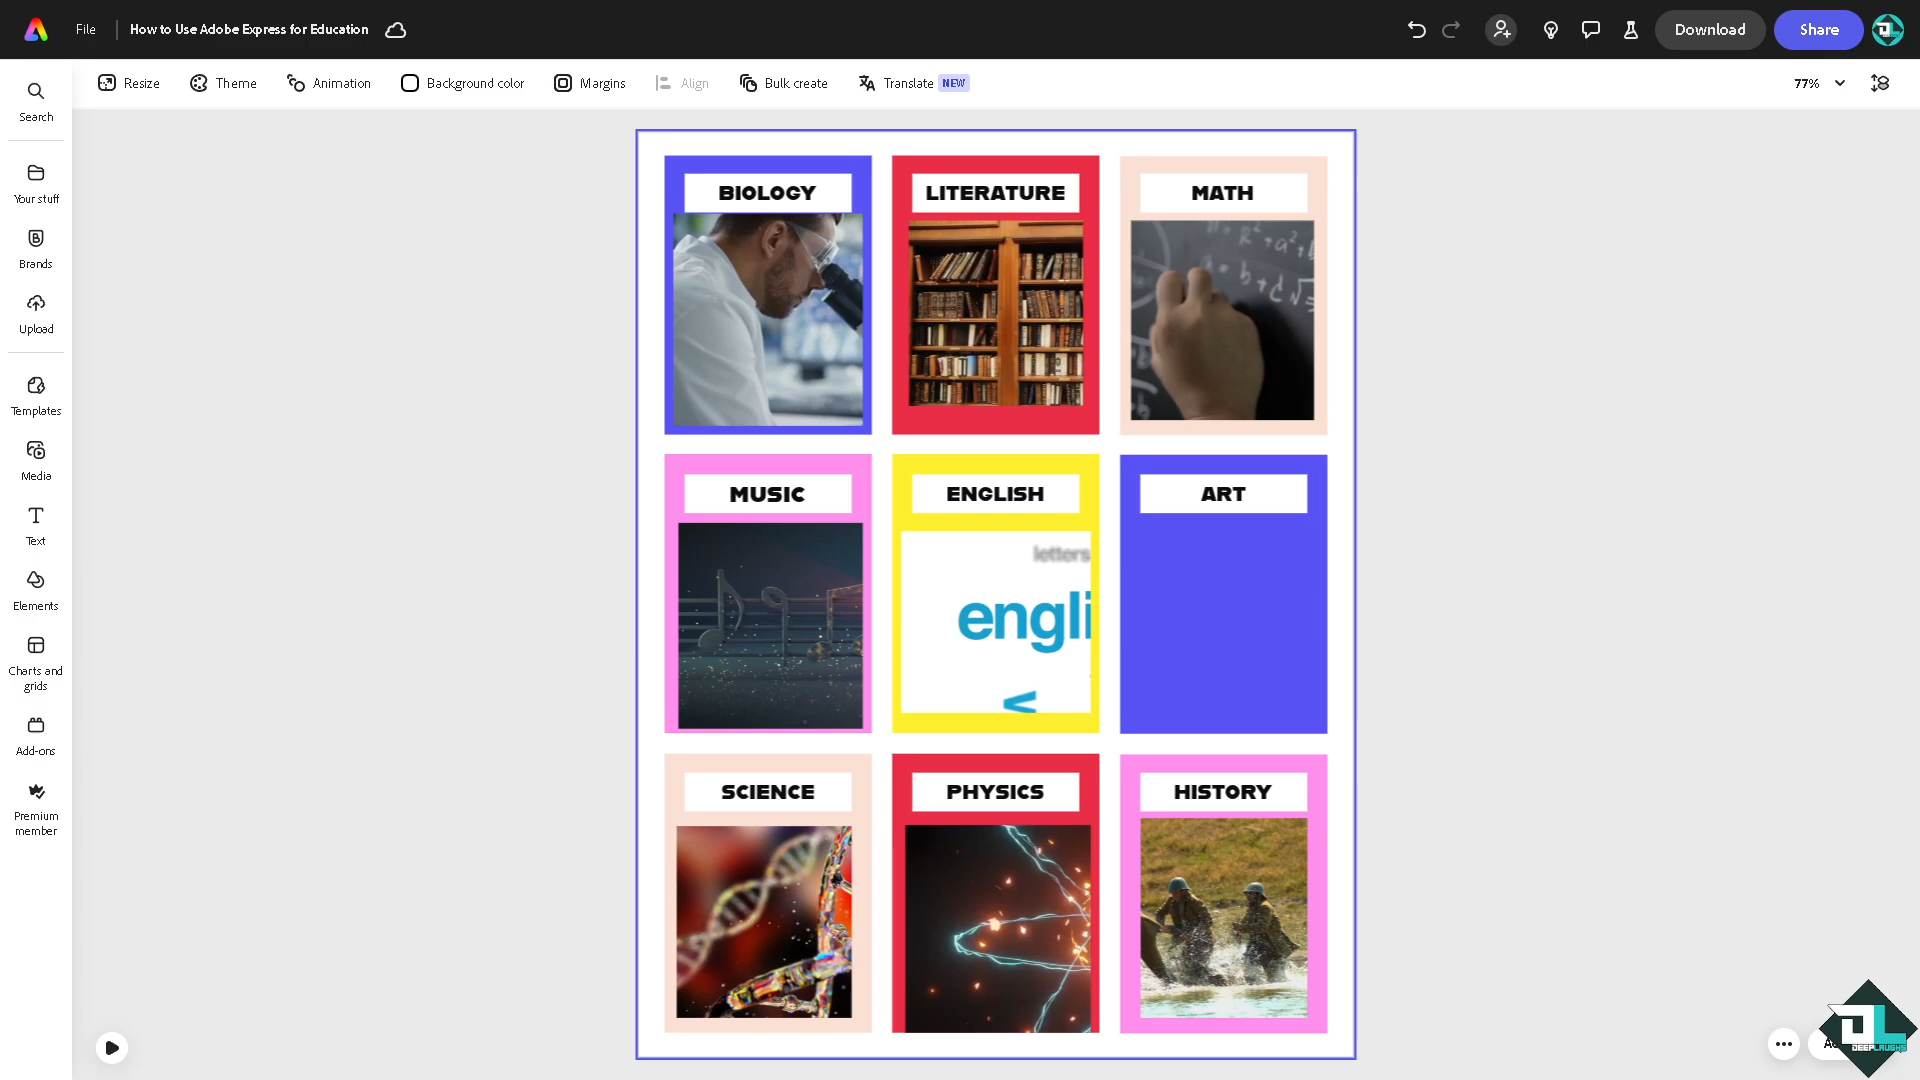 File
How to Use Adobe Express for Education
Download
Share
Resize
Theme
Animation
Background color
Margins
Align
Bulk create
Translate NEW
77%
Search
Your stuff
Brands
Upload
Templates
Media
Text
Elements
Charts and
grids
Add-ons
Premium
member
BIOLOGY
LITERATURE
MATH
MUSIC
ENGLISH
letters
engli
<
ART
SCIENCE
PHYSICS
HISTORY
DL
DEEPLAUGHS